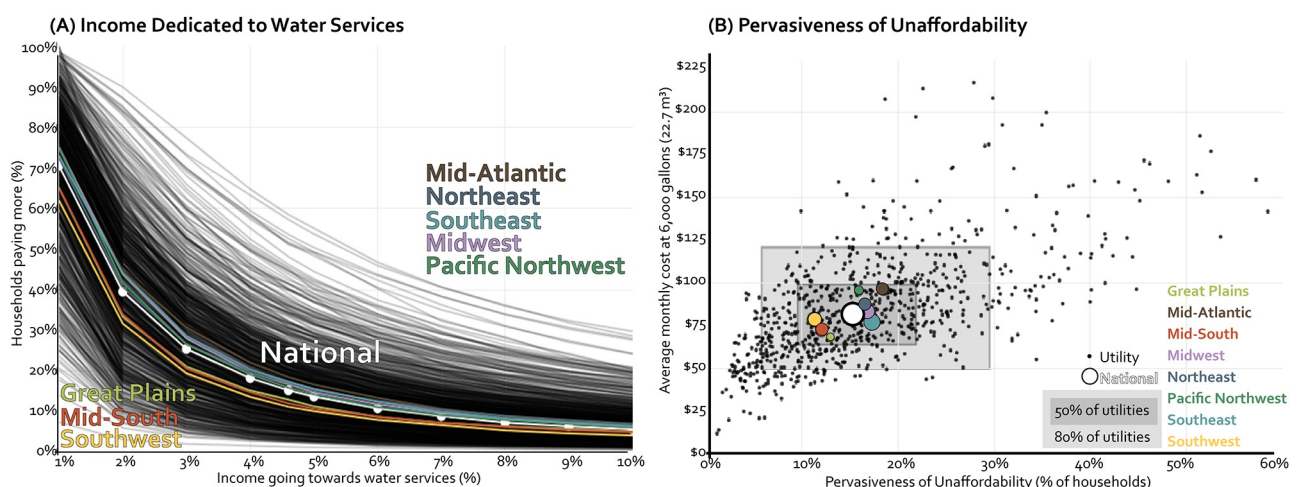 (A) Income Dedicated to Water Services
100%
90%
80%
70%
60%
50%
40%
30%
20%
10%
0%
Households paying more (%)
Mid-Atlantic
Northeast
Southeast
Midwest
Pacific Northwest
National
Great Plains
Mid-South
Southwest
1% 2% 3% 4% 5% 6% 7% 8% 9% 10%
Income going towards water services (%)
(B) Pervasiveness of Unaffordability
$225
$200
$175
$150
$125
$100
$75
$50
$25
$0
Average monthly cost at 6,000 gallons (22.7 m³)
Great Plains
Mid-Atlantic
Mid-South
Midwest
Northeast
Pacific Northwest
Southeast
Southwest
Utility
National
50% of utilities
80% of utilities
0% 10% 20% 30% 40% 50% 60%
Pervasiveness of Unaffordability (% of households)